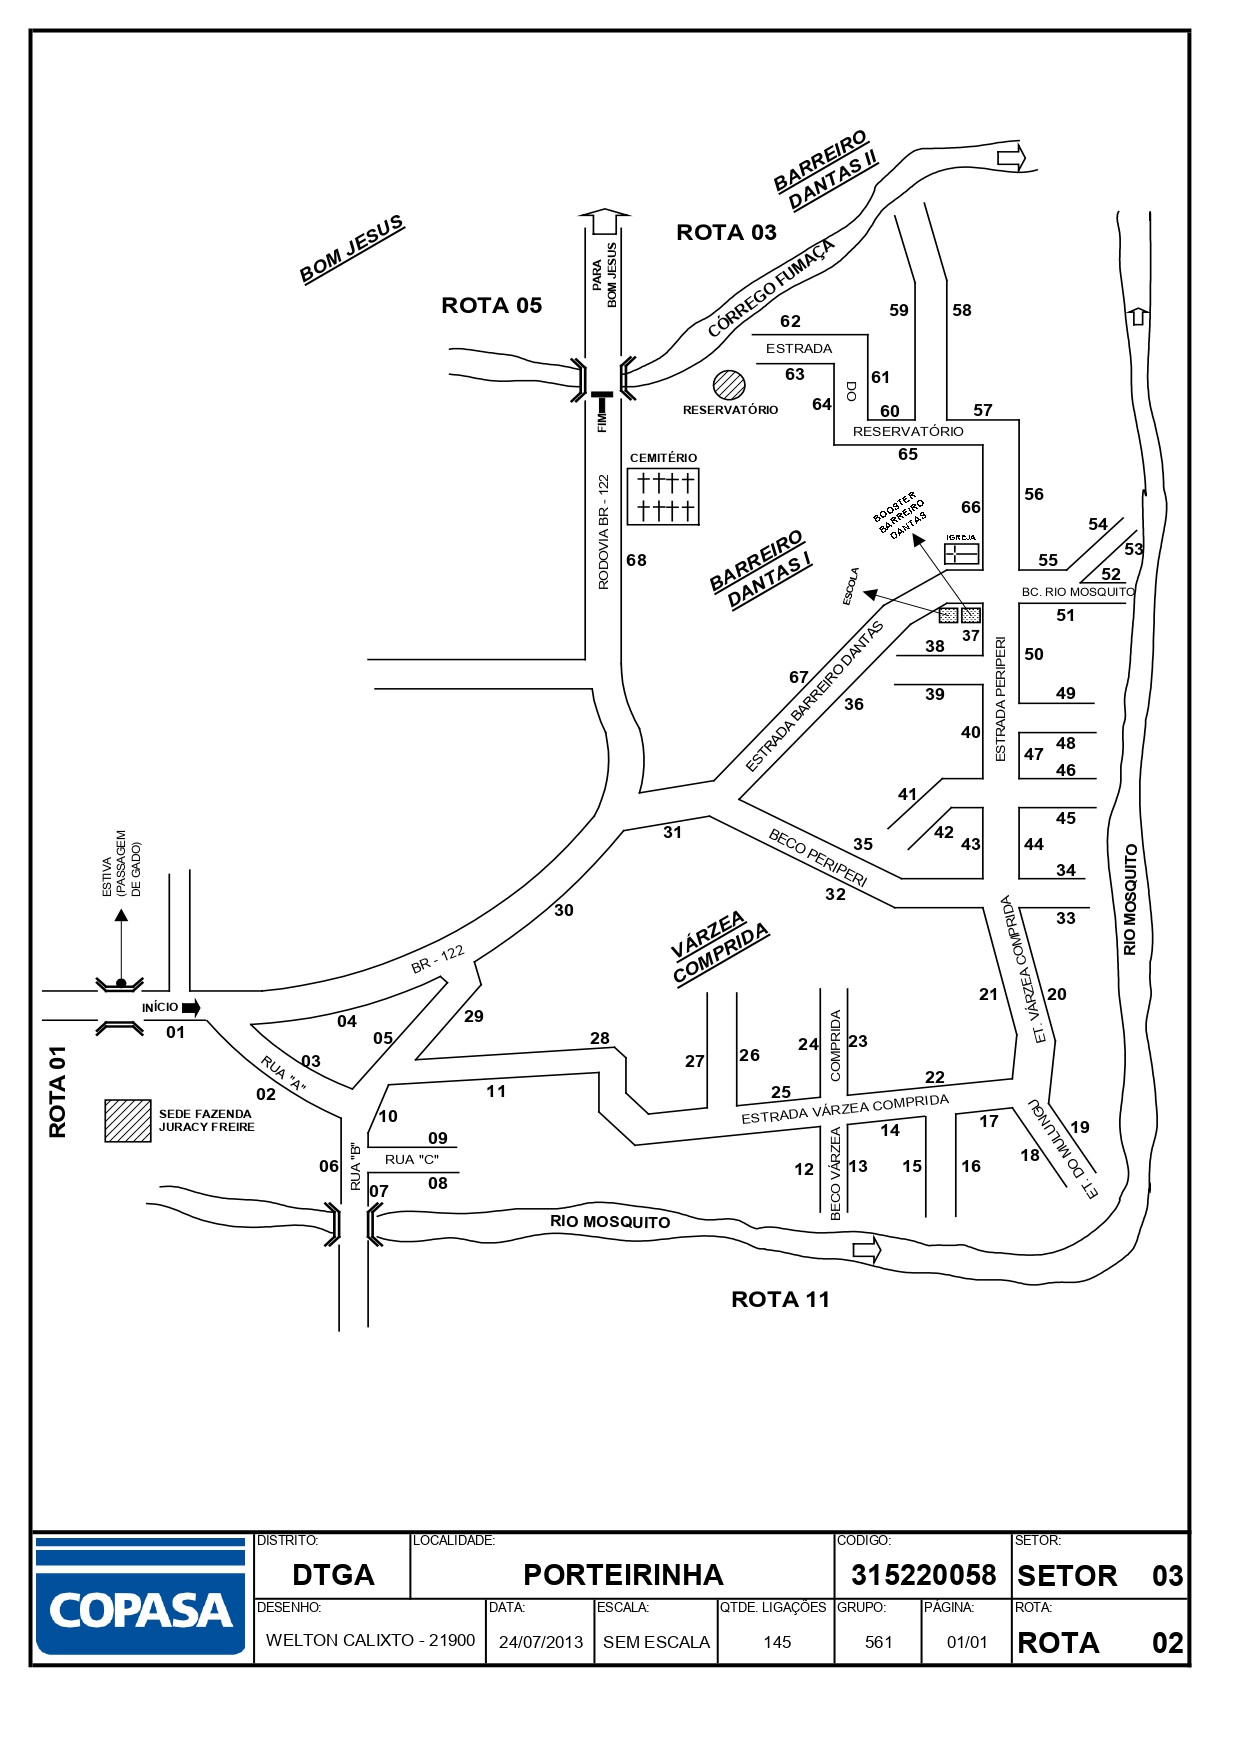 BARREIRO
DANTAS II
BOM JESUS
ROTA 03
ROTA 05
PARA
BOM JESUS
CÓRREGO FUMAÇA
62
59
58
ESTRADA
63
61
DO
64
60
57
RESERVATÓRIO
RESERVATÓRIO
65
FIM
CEMITÉRIO
RODOVIA BR - 122
68
66
56
BOOSTER
BARREIRO
DANTAS
IGREJA
54
53
55
52
BC. RIO MOSQUITO
51
BARREIRO
DANTAS I
ESCOLA
37
38
50
ESTRADA PERIPERI
67
ESTRADA BARREIRO DANTAS
36
39
49
40
47
48
46
41
42
43
45
44
34
33
31
BECO PERIPERI
35
32
ESTIVA
(PASSAGEM
DE GADO)
30
VÁRZEA
COMPRIDA
RIO MOSQUITO
BR - 122
INÍCIO
01
04
05
29
03
RUA "A"
02
28
11
27
26
24
COMPRIDA
23
21
ET. VÁRZEA COMPRIDA
20
25
22
ESTRADA VÁRZEA COMPRIDA
ROTA 01
SEDE FAZENDA
JURACY FREIRE
10
09
RUA "C"
08
06
RUA "B"
07
12
BECO VÁRZEA
13
14
15
16
17
18
ET. DO MULUNGU
19
RIO MOSQUITO
ROTA 11
DISTRITO:
DTGA
LOCALIDADE:
PORTEIRINHA
CODIGO:
315220058
SETOR:
SETOR 03
COPASA
DESENHO:
WELTON CALIXTO - 21900
DATA:
24/07/2013
ESCALA:
SEM ESCALA
QTDE. LIGAÇÕES
145
GRUPO:
561
PÁGINA:
01/01
ROTA:
ROTA 02